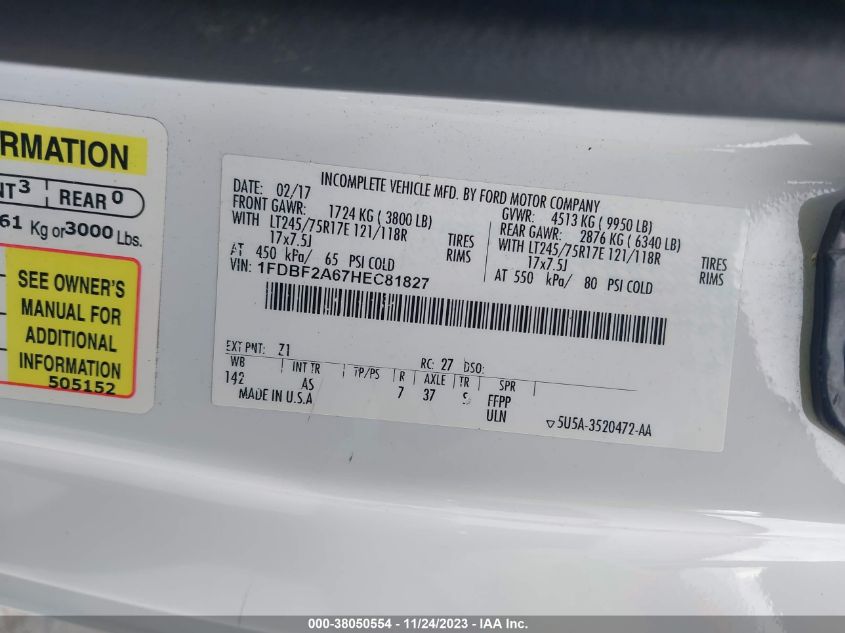 RMATION
NT3 REAR 0
61 Kg or 3000 Lbs.
SEE OWNER'S
MANUAL FOR
ADDITIONAL
INFORMATION
505152
INCOMPLETE VEHICLE MFD. BY FORD MOTOR COMPANY
DATE: 02/17 GVWR: 4513 KG ( 9950 LB)
FRONT GAWR: 1724 KG ( 3800 LB) REAR GAWR: 2876 KG ( 6340 LB)
WITH LT245/75R17E 121/118R TIRES WITH LT245/75R17E 121/118R TIRES
17x7.5J RIMS 17x7.5J RIMS
AT 450 kPa/ 65 PSI COLD AT 550 kPa/ 80 PSI COLD
VIN: 1FDBF2A67HEC81827
EXT PNT: Z1 RC: 27 DSO:
WB INT TR TP/PS R AXLE TR SPR
142 AS 7 37 FFPP
MADE IN U.S.A ULN
5U5A-3520472-AA
000-38050554 - 11/24/2023 - IAA Inc.